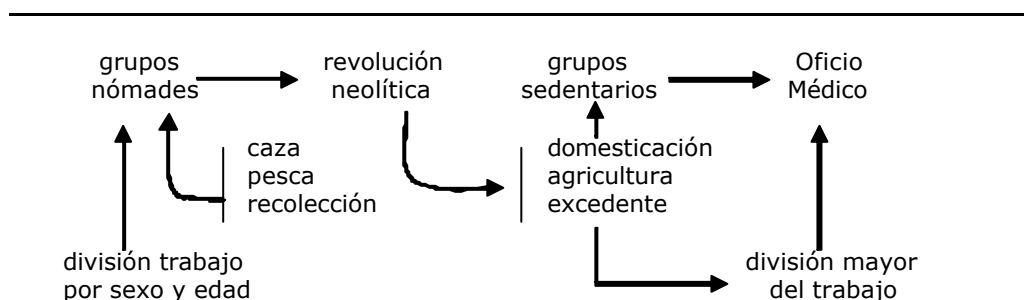 grupos
nómades
revolución
neolítica
grupos
sedentarios
Oficio
Médico
caza
pesca
recolección
domesticación
agricultura
excedente
división trabajo
por sexo y edad
división mayor
del trabajo